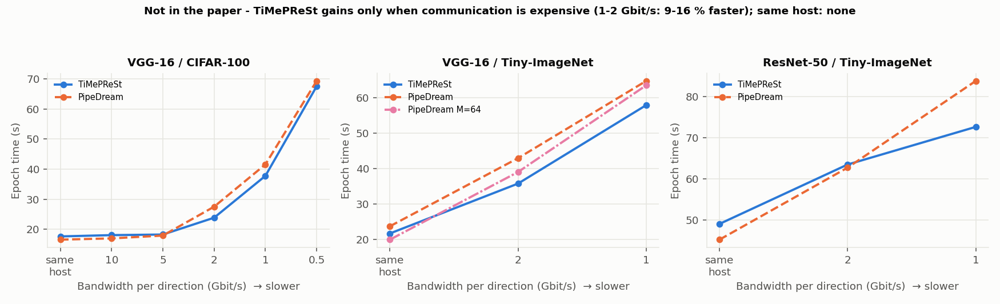 Not in the paper - TiMePReSt gains only when communication is expensive (1-2 Gbit/s: 9-16 % faster); same host: none
VGG-16 / CIFAR-100
Epoch time (s)
70
60
50
40
30
20
TiMePReSt
PipeDream
same
host
10
5
2
1
0.5
Bandwidth per direction (Gbit/s) → slower
VGG-16 / Tiny-ImageNet
Epoch time (s)
60
50
40
30
20
TiMePReSt
PipeDream
PipeDream M=64
same
host
2
1
Bandwidth per direction (Gbit/s) → slower
ResNet-50 / Tiny-ImageNet
Epoch time (s)
80
70
60
50
TiMePReSt
PipeDream
same
host
2
1
Bandwidth per direction (Gbit/s) → slower